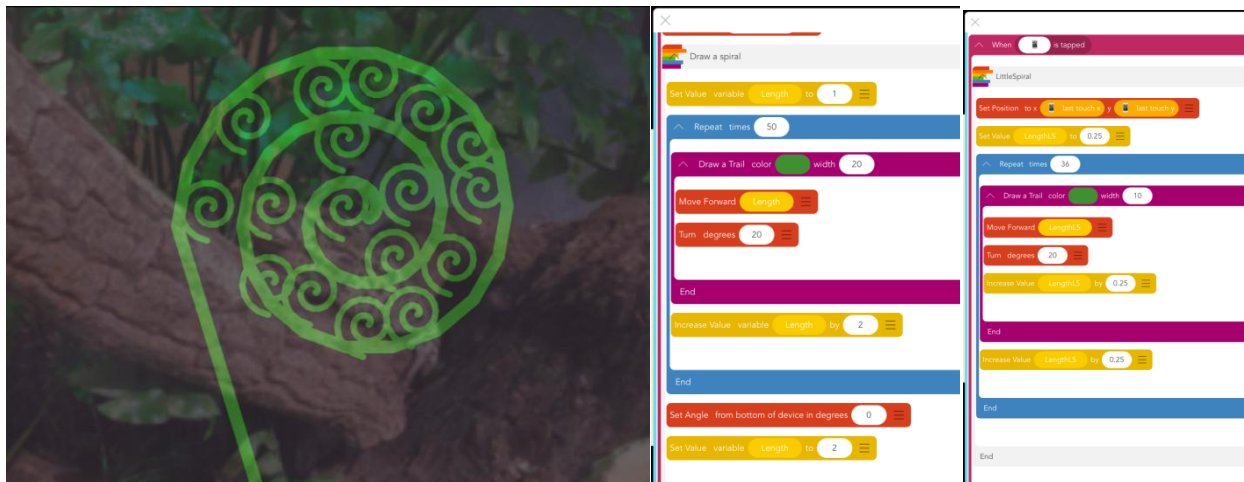 Draw a spiral
Set Value variable Length to 1
Repeat times 50
Draw a Trail color width 20
Move Forward Length
Turn degrees 20
End
Increase Value variable Length by 2
End
Set Angle from bottom of device in degrees 0
Set Value variable Length to 2
When is tapped
LittleSpiral
Set Position to x last touch x y last touch y
Set Value LengthLS to 0.25
Repeat times 36
Draw a Trail color width 10
Move Forward LengthLS
Turn degrees 20
Increase Value LengthLS by 0.25
End
Increase Value LengthLS by 0.25
End
End